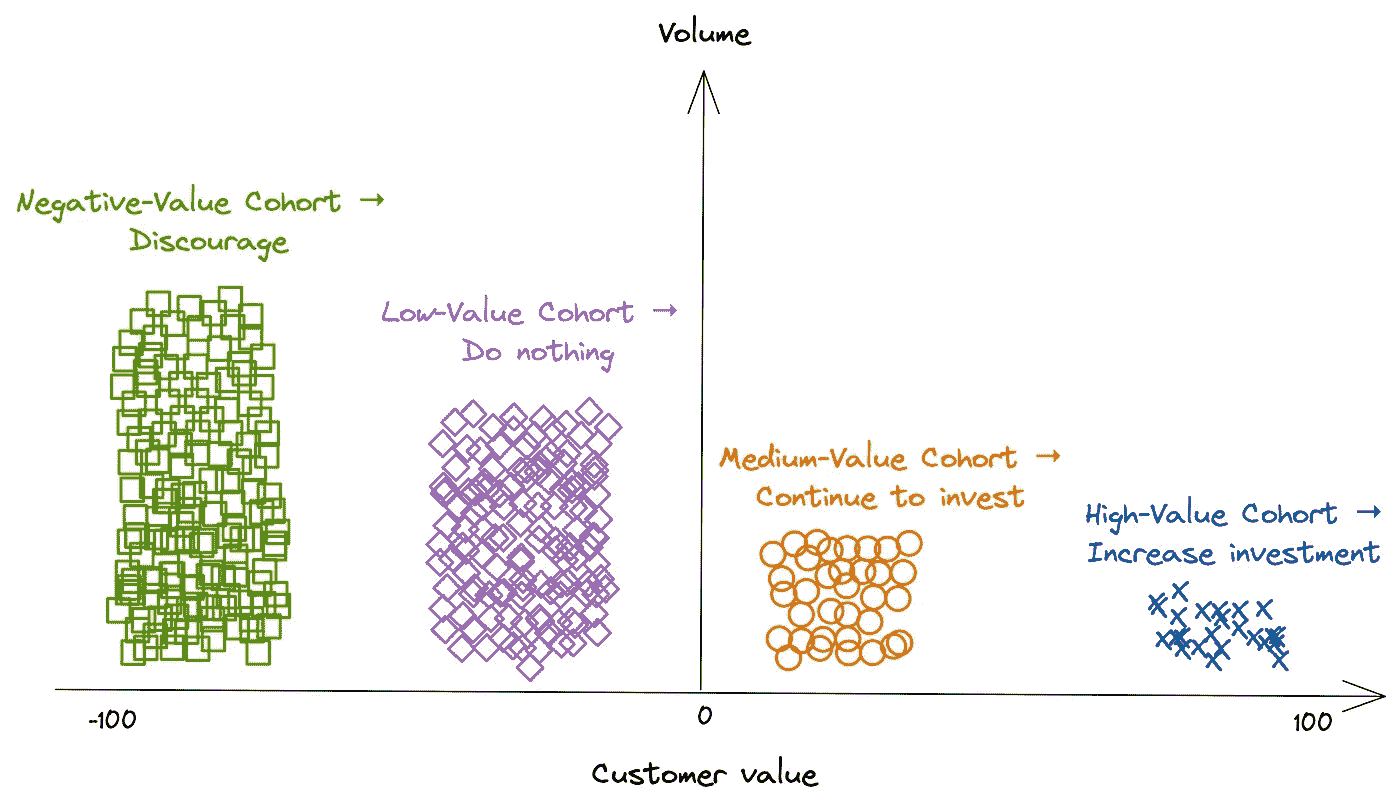 Volume
Negative-Value Cohort →
Discourage
Low-Value Cohort →
Do nothing
Medium-Value Cohort →
Continue to invest
High-Value Cohort →
Increase investment
-100
0
100
Customer value